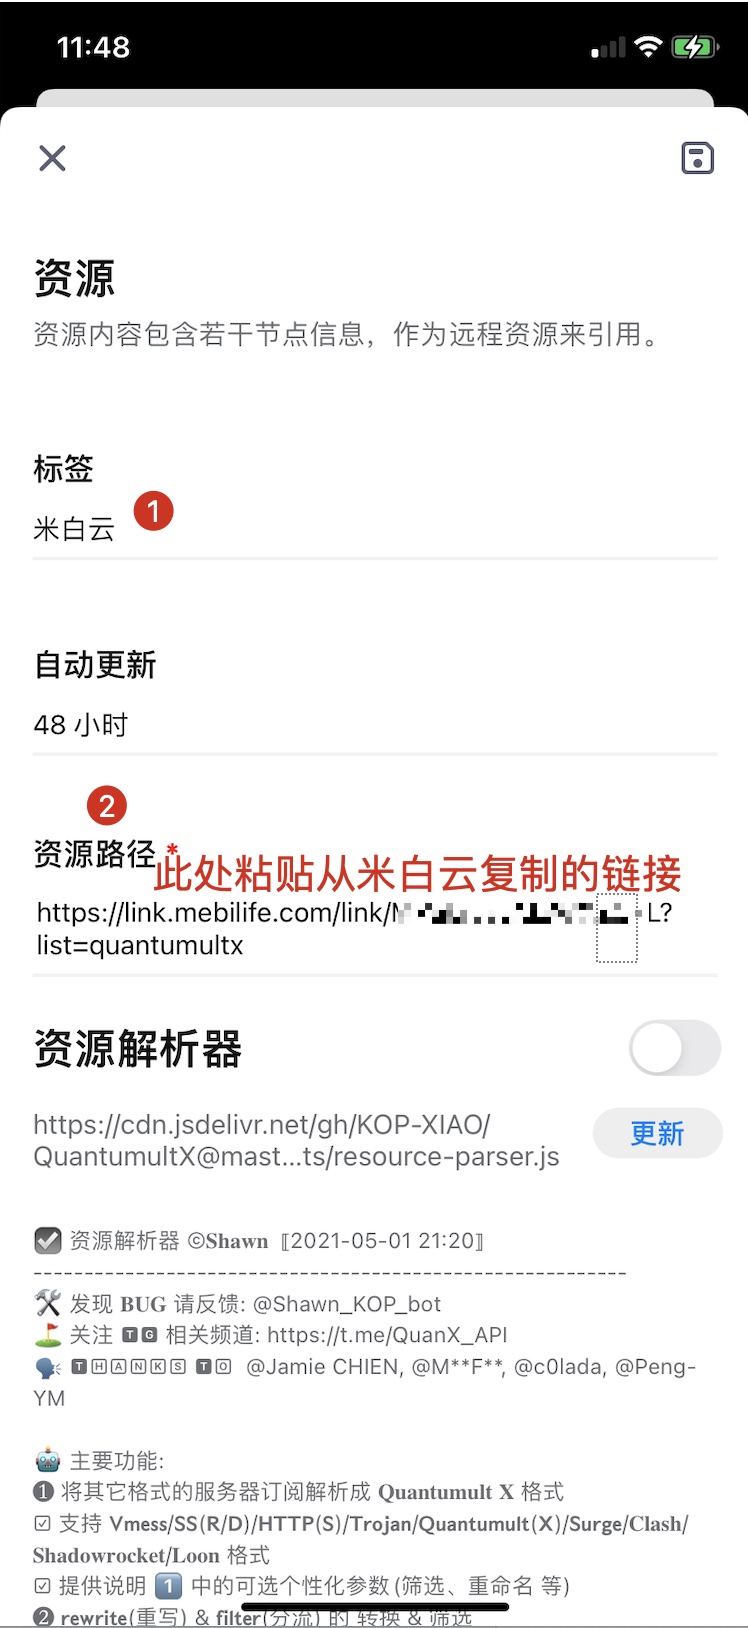 11:48
资源
资源内容包含若干节点信息，作为远程资源来引用。
标签
米白云 1
自动更新
48 小时
2
资源路径 *
此处粘贴从米白云复制的链接
https://link.mebilife.com/link/ L?
list=quantumultx
资源解析器
https://cdn.jsdelivr.net/gh/KOP-XIAO/
QuantumultX@mast...ts/resource-parser.js
更新
☑ 资源解析器 ©𝐒𝐡𝐚𝐰𝐧 ⟦2021-05-01 21:20⟧
------------------------------------------------------------
🛠 发现 𝐁𝐔𝐆 请反馈: @Shawn_KOP_bot
⛳️ 关注 🆃🅶 相关频道: https://t.me/QuanX_API
🗣 🆃🄷🄰🄽🄺🅂 🆃🄾 @Jamie CHIEN, @M**F**, @c0lada, @Peng-
YM
🤖 主要功能:
❶ 将其它格式的服务器订阅解析成 𝐐𝐮𝐚𝐧𝐭𝐮𝐦𝐮𝐥𝐭 𝐗 格式
☑ 支持 𝗩𝗺𝗲𝘀𝘀/𝗦𝗦(𝗥/𝗗)/𝗛𝗧𝗧𝗣(𝗦)/𝗧𝗿𝗼𝗷𝗮𝗻/𝗤𝘂𝗮𝗻𝘁𝘂𝗺𝘂𝗹𝘁(𝗫)/𝗦𝘂𝗿𝗴𝗲/𝐂𝐥𝐚𝐬𝐡/
𝐒𝐡𝐚𝐝𝐨𝐰𝐫𝐨𝐜𝐤𝐞𝐭/𝐋𝐨𝐨𝐧 格式
☑ 提供说明 1️⃣ 中的可选个性化参数 (筛选、重命名 等)
❷ 𝗿𝗲𝘄𝗿𝗶𝘁𝗲(重写) & 𝗳𝗶𝗹𝘁𝗲𝗿(分流) 的 转换 & 筛选